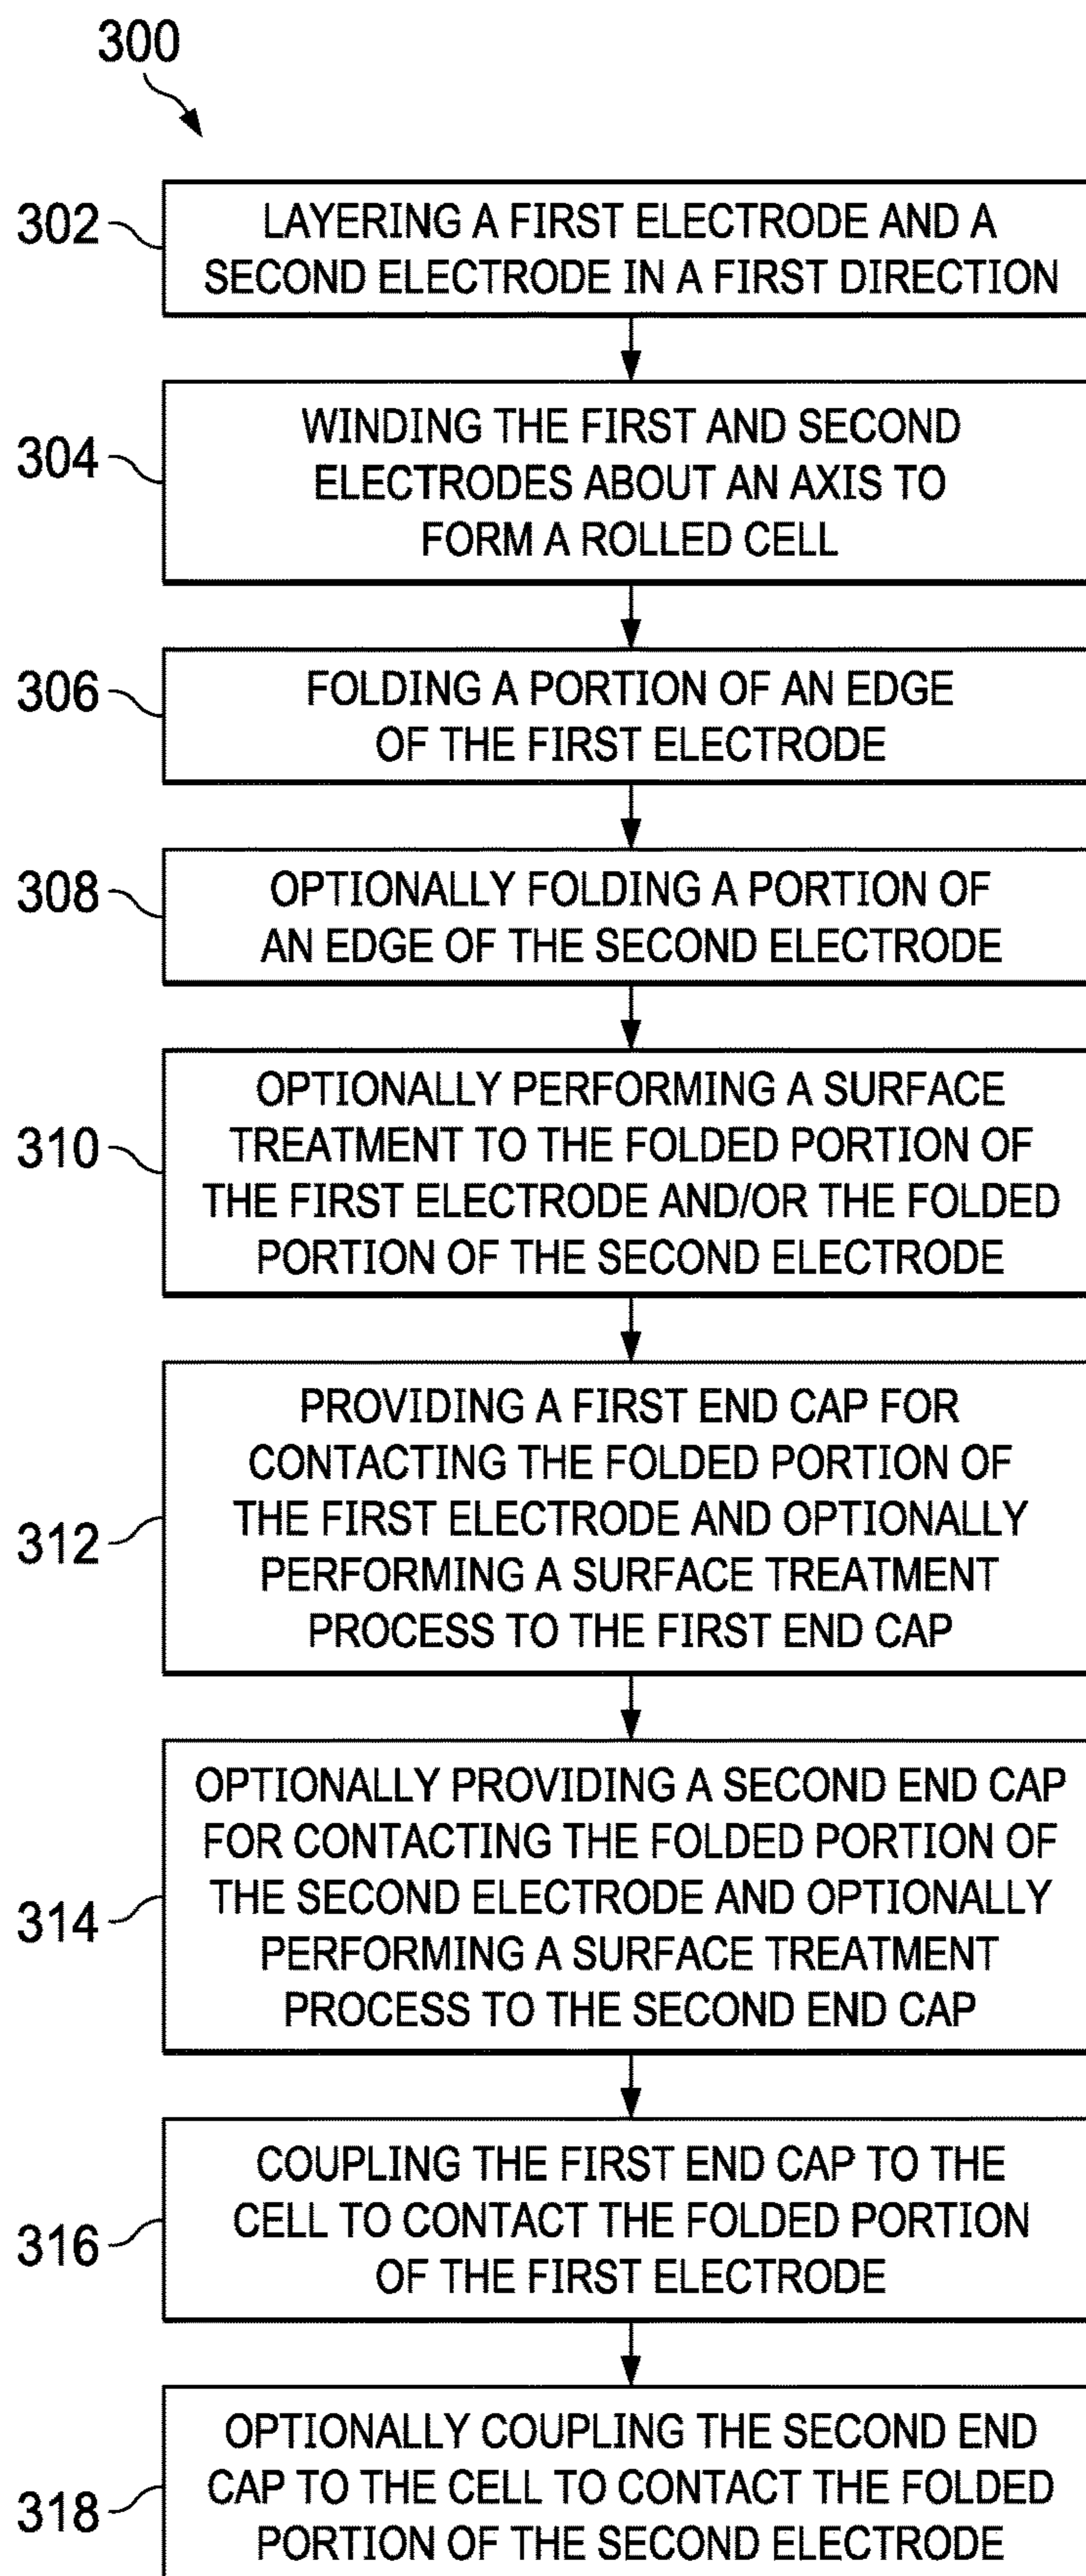 300
302
LAYERING A FIRST ELECTRODE AND A
SECOND ELECTRODE IN A FIRST DIRECTION
304
WINDING THE FIRST AND SECOND
ELECTRODES ABOUT AN AXIS TO
FORM A ROLLED CELL
306
FOLDING A PORTION OF AN EDGE
OF THE FIRST ELECTRODE
308
OPTIONALLY FOLDING A PORTION OF
AN EDGE OF THE SECOND ELECTRODE
310
OPTIONALLY PERFORMING A SURFACE
TREATMENT TO THE FOLDED PORTION OF
THE FIRST ELECTRODE AND/OR THE FOLDED
PORTION OF THE SECOND ELECTRODE
312
PROVIDING A FIRST END CAP FOR
CONTACTING THE FOLDED PORTION OF
THE FIRST ELECTRODE AND OPTIONALLY
PERFORMING A SURFACE TREATMENT
PROCESS TO THE FIRST END CAP
314
OPTIONALLY PROVIDING A SECOND END CAP
FOR CONTACTING THE FOLDED PORTION OF
THE SECOND ELECTRODE AND OPTIONALLY
PERFORMING A SURFACE TREATMENT
PROCESS TO THE SECOND END CAP
316
COUPLING THE FIRST END CAP TO THE
CELL TO CONTACT THE FOLDED PORTION
OF THE FIRST ELECTRODE
318
OPTIONALLY COUPLING THE SECOND END
CAP TO THE CELL TO CONTACT THE FOLDED
PORTION OF THE SECOND ELECTRODE